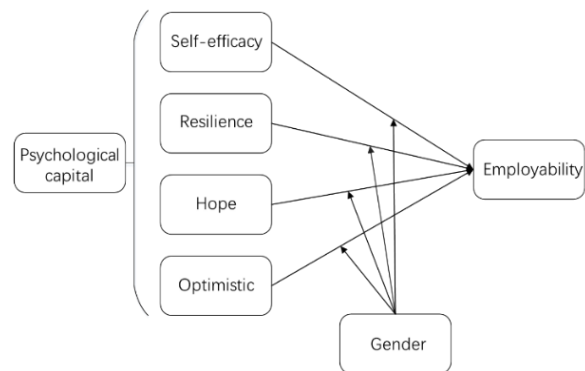 Self-efficacy
Resilience
Psychological
capital
Employability
Hope
Optimistic
Gender